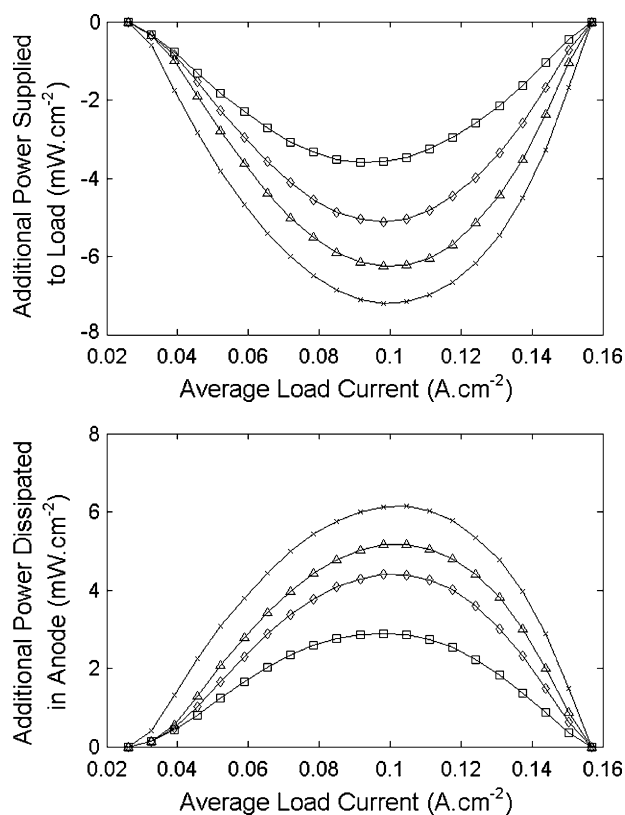 Additional Power Supplied
to Load (mW.cm-2)
0
-2
-4
-6
-8
0.02 0.04 0.06 0.08 0.1 0.12 0.14 0.16
Average Load Current (A.cm-2)
Additional Power Dissipated
in Anode (mW.cm-2)
8
6
4
2
0
0.02 0.04 0.06 0.08 0.1 0.12 0.14 0.16
Average Load Current (A.cm-2)